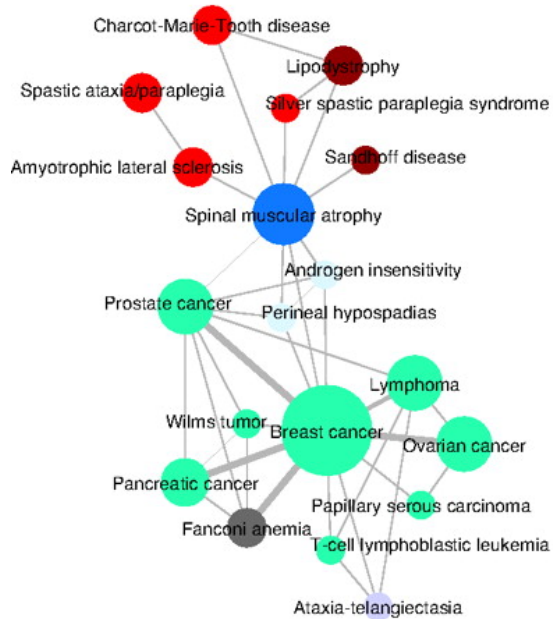 Charcot-Marie-Tooth disease
Lipodystrophy
Spastic ataxia/paraplegia
Silver spastic paraplegia syndrome
Amyotrophic lateral sclerosis
Sandhoff disease
Spinal muscular atrophy
Androgen insensitivity
Prostate cancer
Perineal hypospadias
Lymphoma
Wilms tumor
Breast cancer
Ovarian cancer
Pancreatic cancer
Papillary serous carcinoma
Fanconi anemia
T-cell lymphoblastic leukemia
Ataxia-telangiectasia